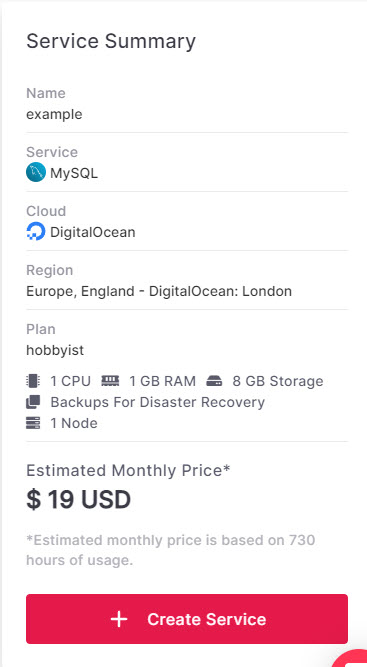 Service Summary
Name
example
Service
MySQL
Cloud
DigitalOcean
Region
Europe, England - DigitalOcean: London
Plan
hobbyist
1 CPU 1 GB RAM 8 GB Storage
Backups For Disaster Recovery
1 Node
Estimated Monthly Price*
$ 19 USD
*Estimated monthly price is based on 730
hours of usage.
+ Create Service